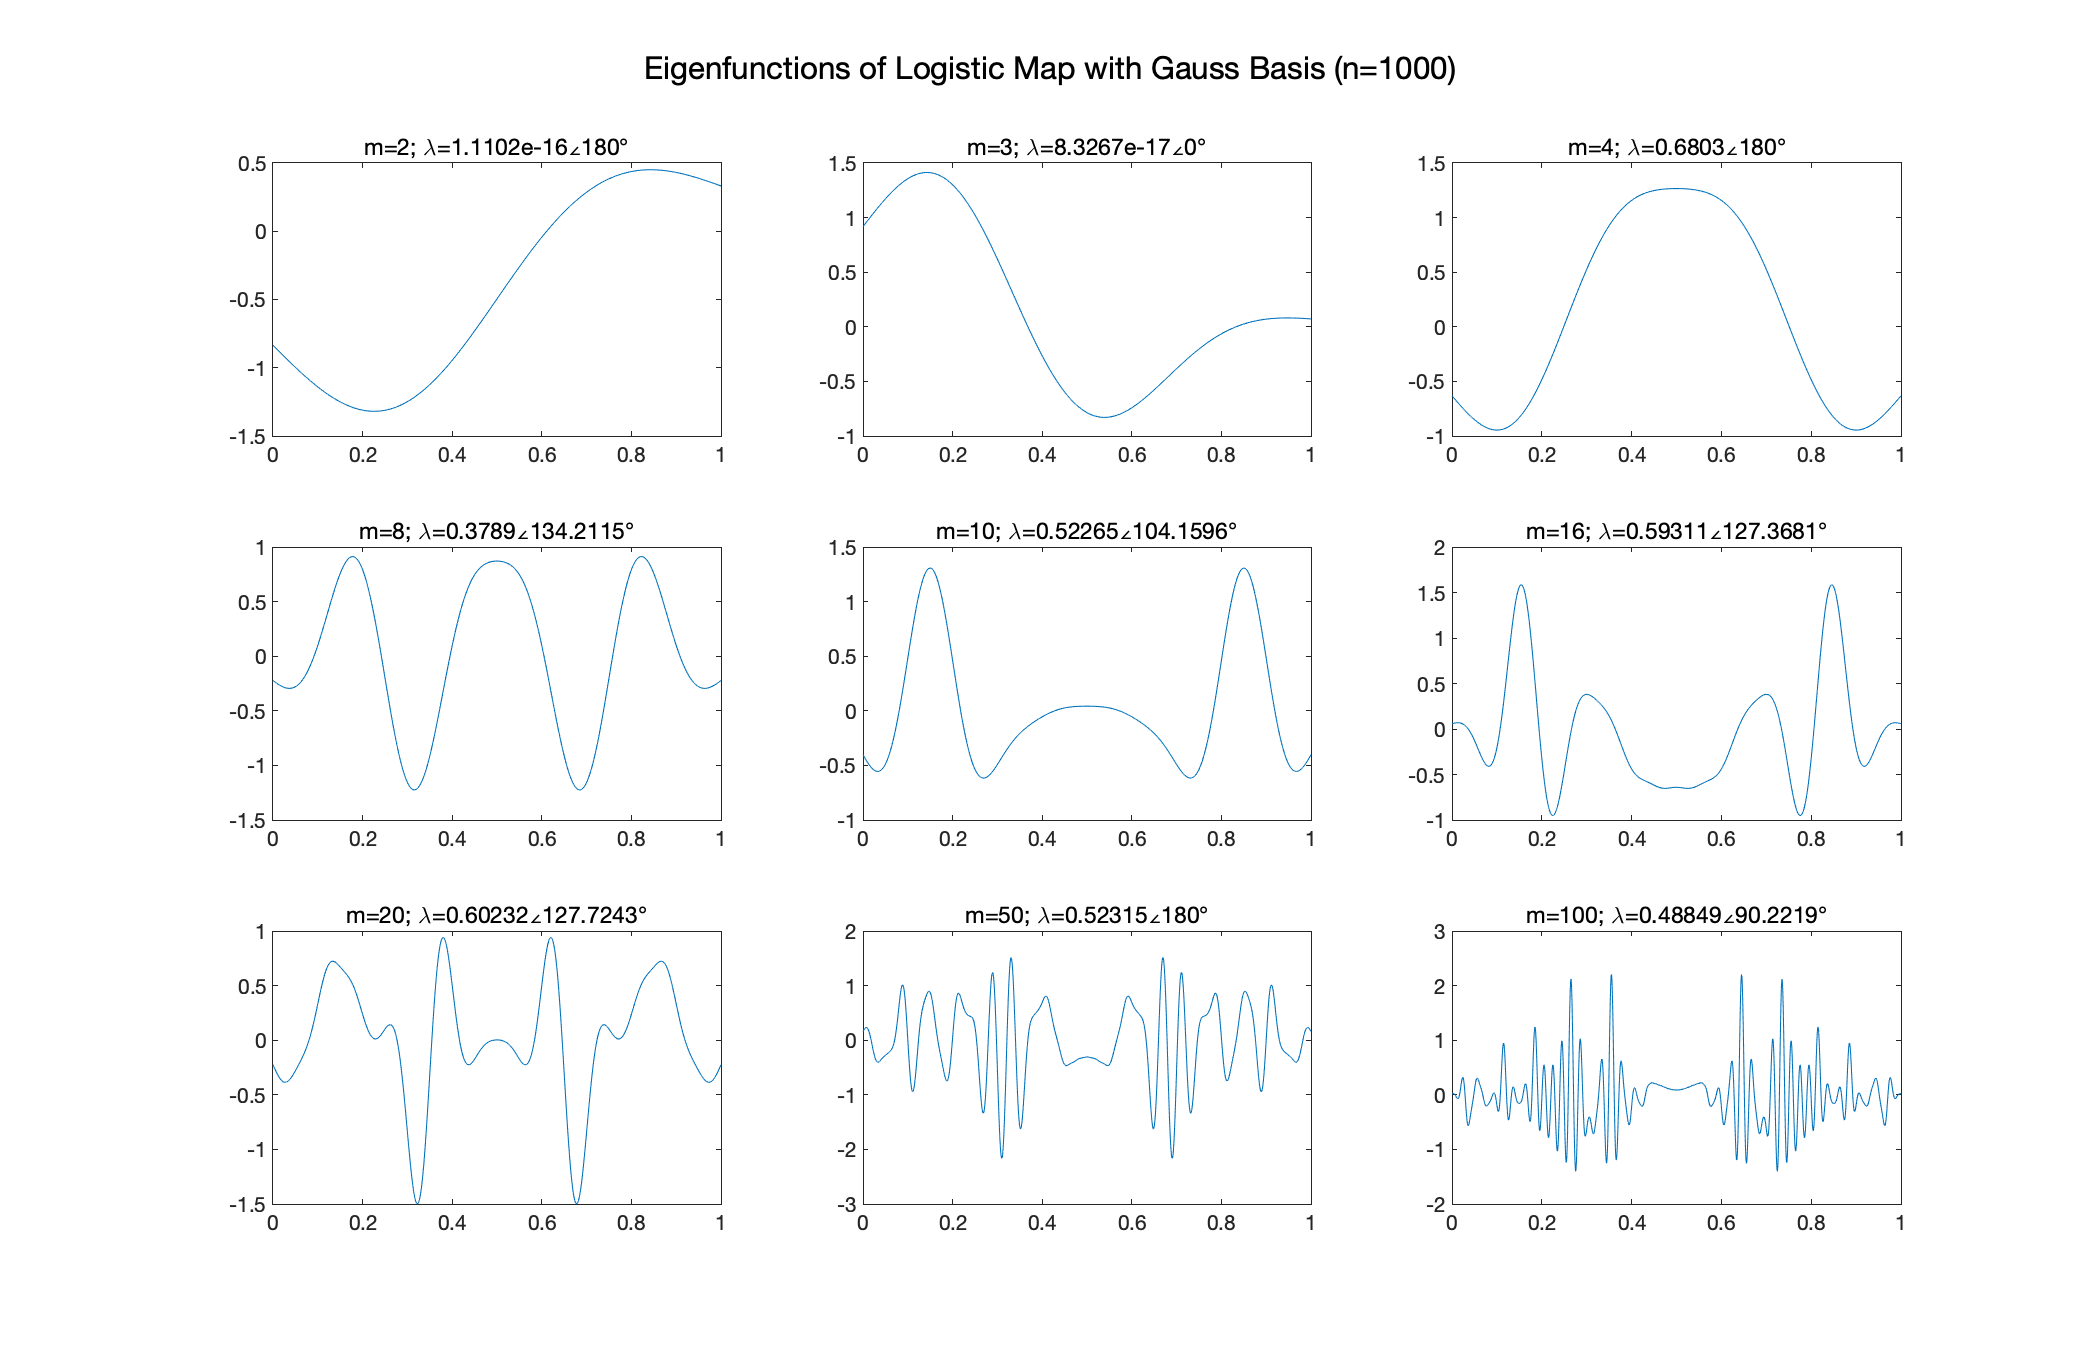 Eigenfunctions of Logistic Map with Gauss Basis (n=1000)
m=2; λ=1.1102e-16∠180°
0.5
0
-0.5
-1
-1.5
0 0.2 0.4 0.6 0.8 1
m=3; λ=8.3267e-17∠0°
1.5
1
0.5
0
-0.5
-1
0 0.2 0.4 0.6 0.8 1
m=4; λ=0.6803∠180°
1.5
1
0.5
0
-0.5
-1
0 0.2 0.4 0.6 0.8 1
m=8; λ=0.3789∠134.2115°
1
0.5
0
-0.5
-1
-1.5
0 0.2 0.4 0.6 0.8 1
m=10; λ=0.52265∠104.1596°
1.5
1
0.5
0
-0.5
-1
0 0.2 0.4 0.6 0.8 1
m=16; λ=0.59311∠127.3681°
2
1.5
1
0.5
0
-0.5
-1
0 0.2 0.4 0.6 0.8 1
m=20; λ=0.60232∠127.7243°
1
0.5
0
-0.5
-1
-1.5
0 0.2 0.4 0.6 0.8 1
m=50; λ=0.52315∠180°
2
1
0
-1
-2
-3
0 0.2 0.4 0.6 0.8 1
m=100; λ=0.48849∠90.2219°
3
2
1
0
-1
-2
0 0.2 0.4 0.6 0.8 1